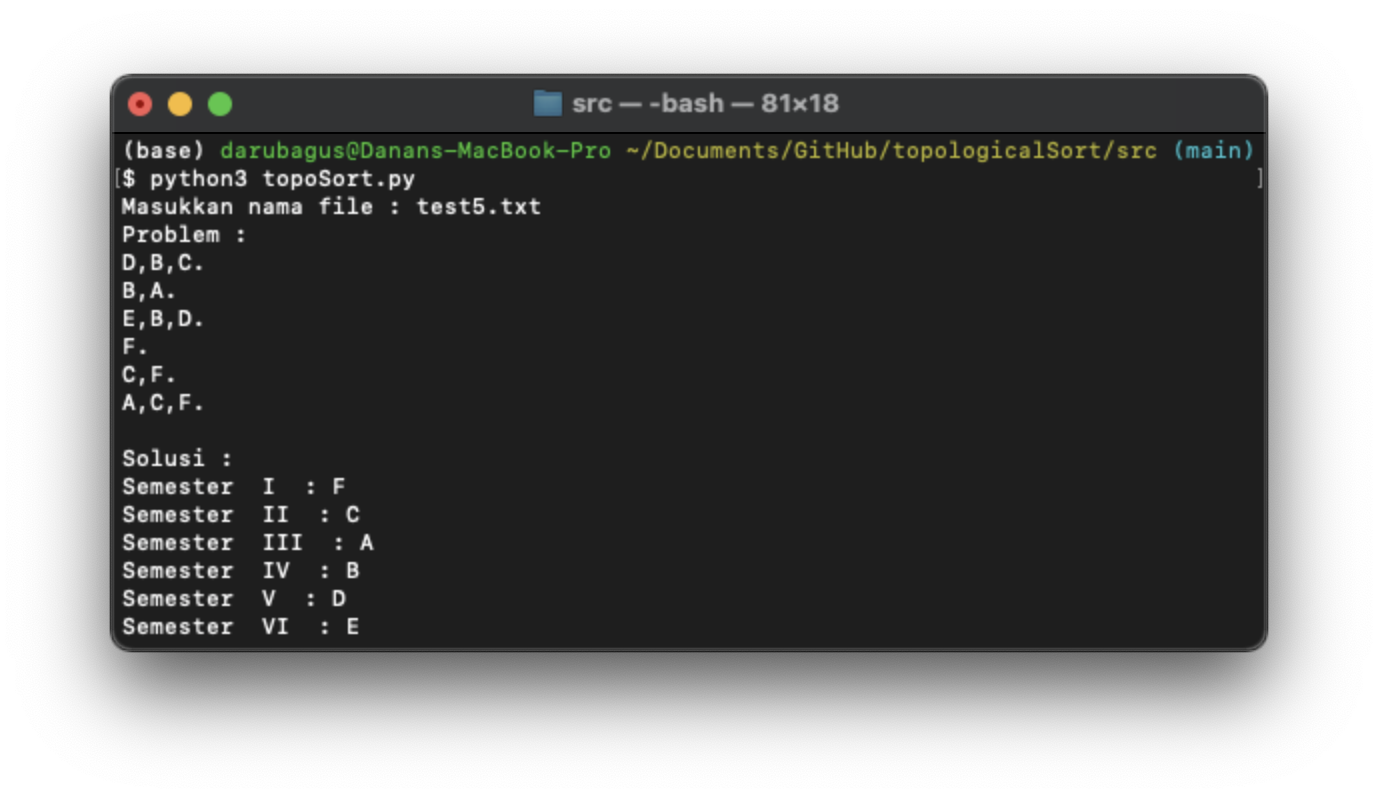 src — -bash — 81×18
(base) darubagus@Danans-MacBook-Pro ~/Documents/GitHub/topologicalSort/src (main)
[$ python3 topoSort.py ]
Masukkan nama file : test5.txt
Problem :
D,B,C.
B,A.
E,B,D.
F.
C,F.
A,C,F.
Solusi :
Semester  I  : F
Semester  II  : C
Semester  III  : A
Semester  IV  : B
Semester  V  : D
Semester  VI  : E